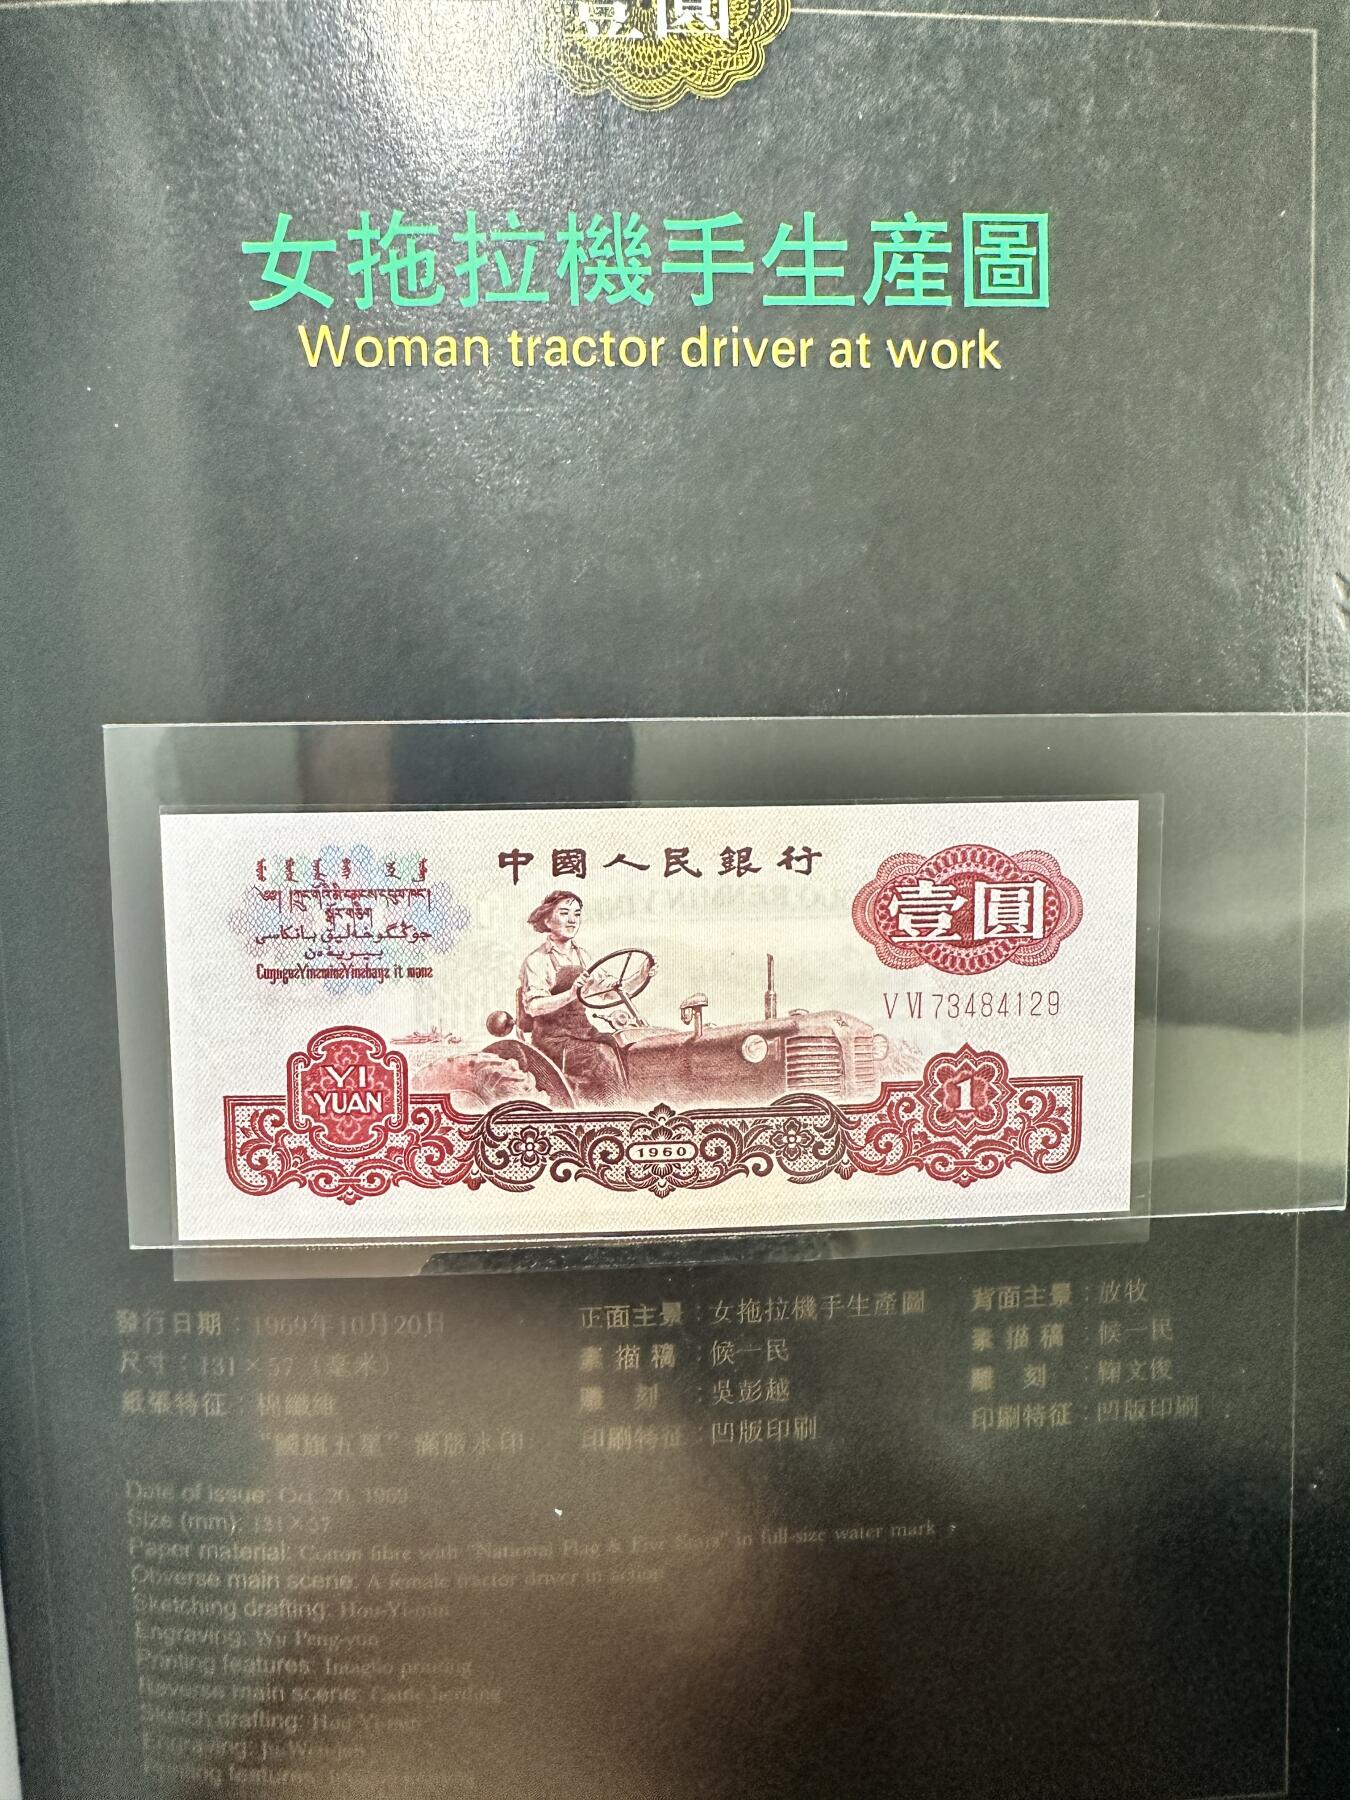 壹圓
女拖拉機手生産圖
Woman tractor driver at work
中國人民銀行
壹圓
V VI 73484129
YI
YUAN
1
1960
發行日期：1969年10月20日
尺寸：131×57（毫米）
紙張特征：棉纖維
“國旗五星”滿版水印
正面主景：女拖拉機手生產圖
素描稿：候一民
雕刻：吳彭越
印刷特征：凹版印刷
背面主景：放牧
素描稿：候一民
雕刻：鞠文俊
印刷特征：凹版印刷
Date of issue: Oct. 20, 1969
Size (mm): 131×57
Paper material: Cotton fibre with "National Flag & Five Stars" in full-size water mark
Obverse main scene: A female tractor driver in action
Sketching drafting: Hou-Yi-min
Engraving: Wu Peng-yue
Printing features: Intaglio printing
Reverse main scene: Cattle herding
Sketch drafting: Hou Yi-min
Engraving: Ju Wen-jun